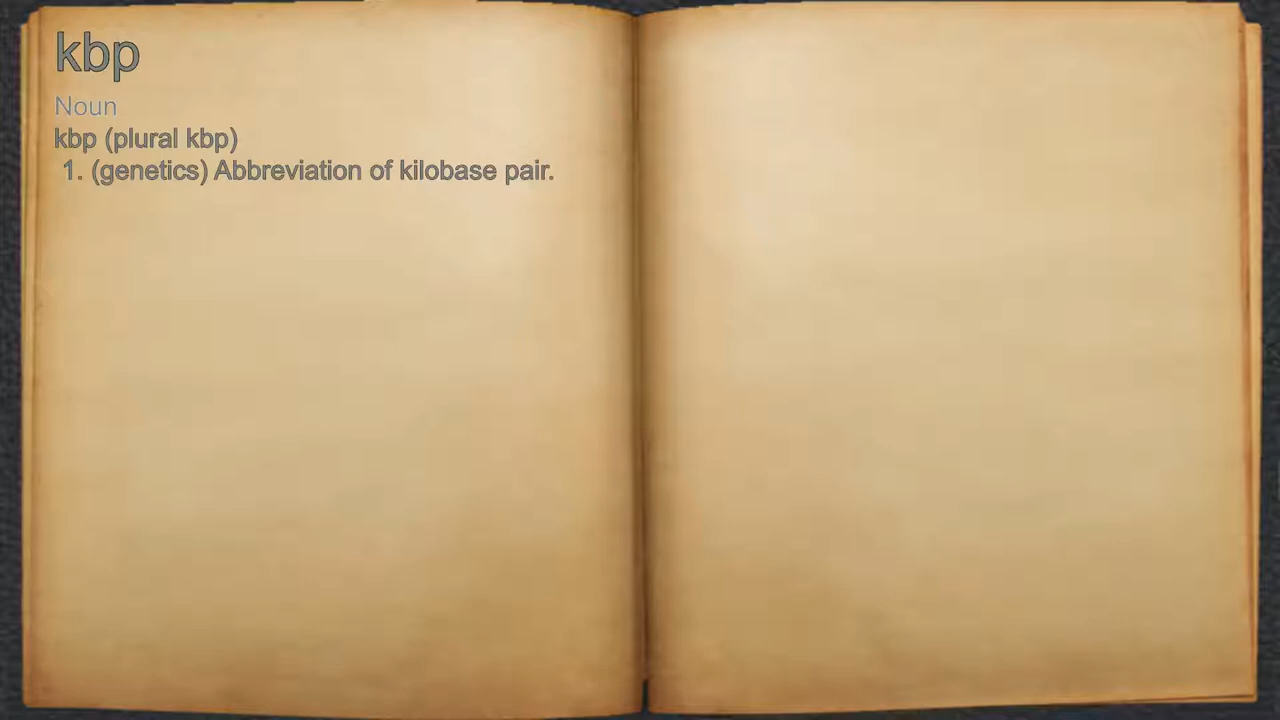 kbp
Noun
kbp (plural kbp)
1. (genetics) Abbreviation of kilobase pair.